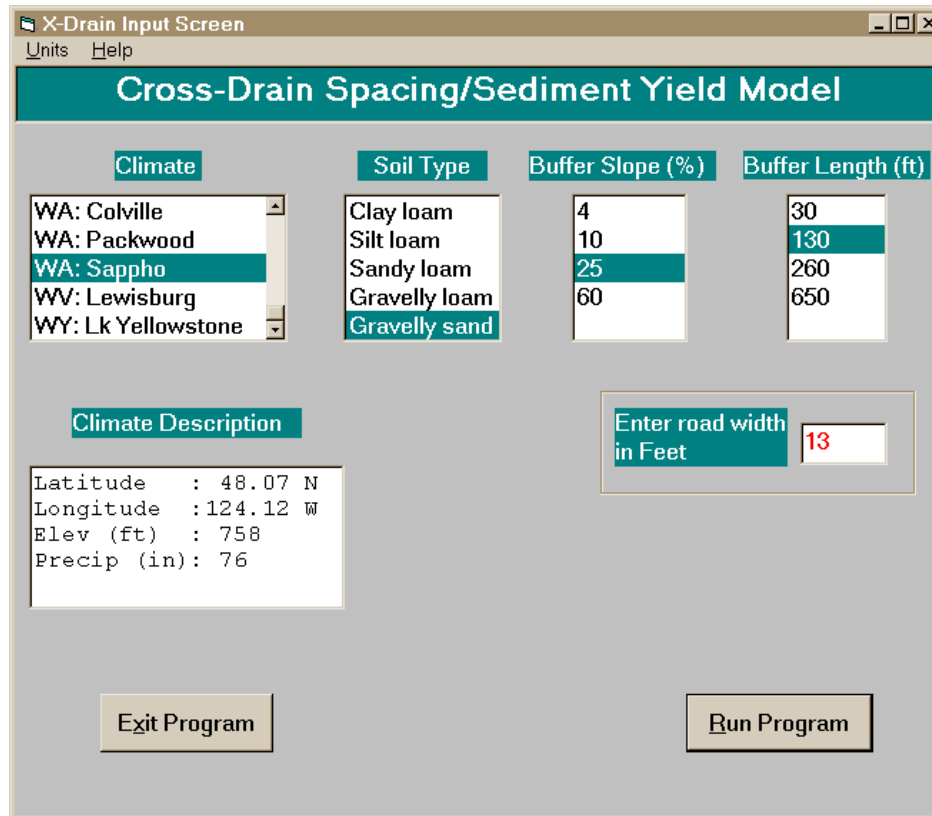 X-Drain Input Screen
Units Help
Cross-Drain Spacing/Sediment Yield Model
Climate
WA: Colville
WA: Packwood
WA: Sappho
WV: Lewisburg
WY: Lk Yellowstone
Soil Type
Clay loam
Silt loam
Sandy loam
Gravelly loam
Gravelly sand
Buffer Slope (%)
4
10
25
60
Buffer Length (ft)
30
130
260
650
Climate Description
Latitude : 48.07 N
Longitude :124.12 W
Elev (ft) : 758
Precip (in): 76
Enter road width
in Feet
13
Exit Program
Run Program